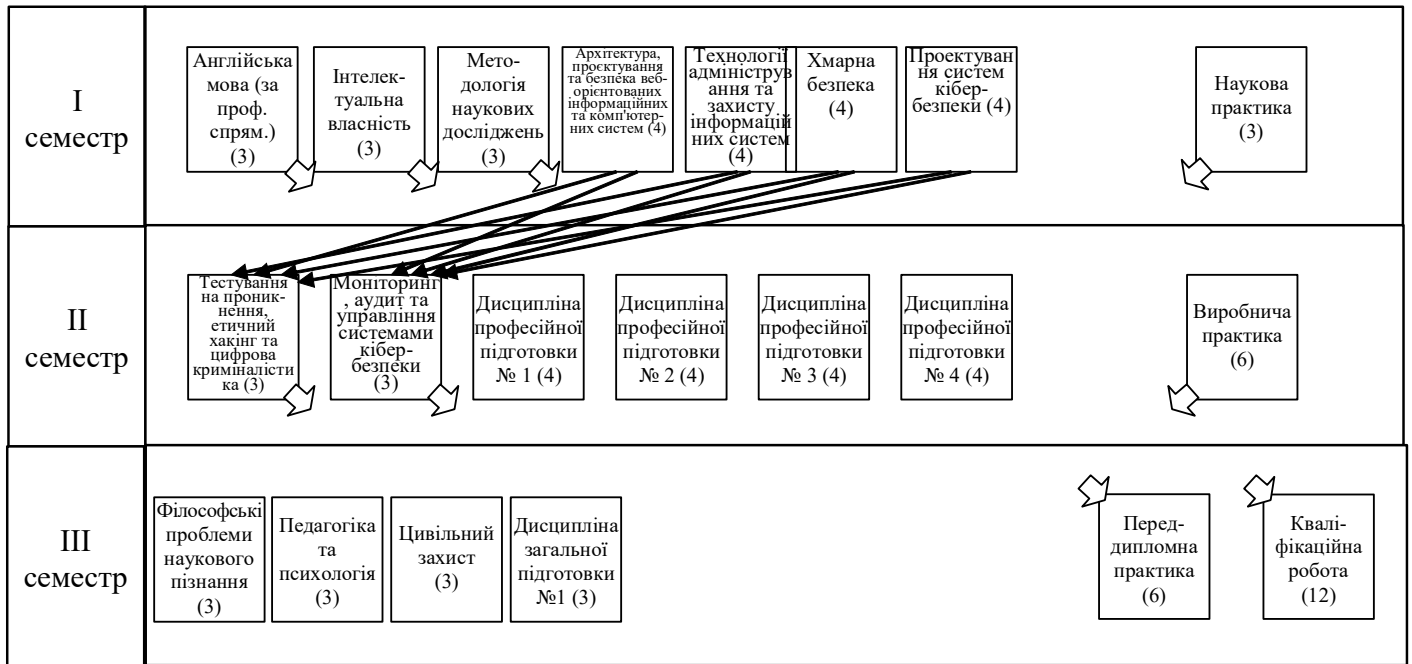 I
семестр
Англійська
мова (за
проф.
спрям.)
(3)
Інтелек-
туальна
власність
(3)
Мето-
дологія
наукових
досліджень
(3)
Архітектура,
проєктування
та безпека веб-
орієнтованих
інформаційних
та комп'ютер-
них систем (4)
Технології
адмініструв
ання та
захисту
інформацій
них систем
(4)
Хмарна
безпека
(4)
Проектуван
ня систем
кібер-
безпеки (4)
Наукова
практика
(3)
II
семестр
Тестування
на проник-
нення,
етичний
хакінг та
цифрова
криміналісти
ка (3)
Моніторинг
, аудит та
управління
системами
кібер-
безпеки
(3)
Дисципліна
професійної
підготовки
№ 1 (4)
Дисципліна
професійної
підготовки
№ 2 (4)
Дисципліна
професійної
підготовки
№ 3 (4)
Дисципліна
професійної
підготовки
№ 4 (4)
Виробнича
практика
(6)
III
семестр
Філософські
проблеми
наукового
пізнання
(3)
Педагогіка
та
психологія
(3)
Цивільний
захист
(3)
Дисципліна
загальної
підготовки
№1 (3)
Перед-
дипломна
практика
(6)
Квалі-
фікаційна
робота
(12)